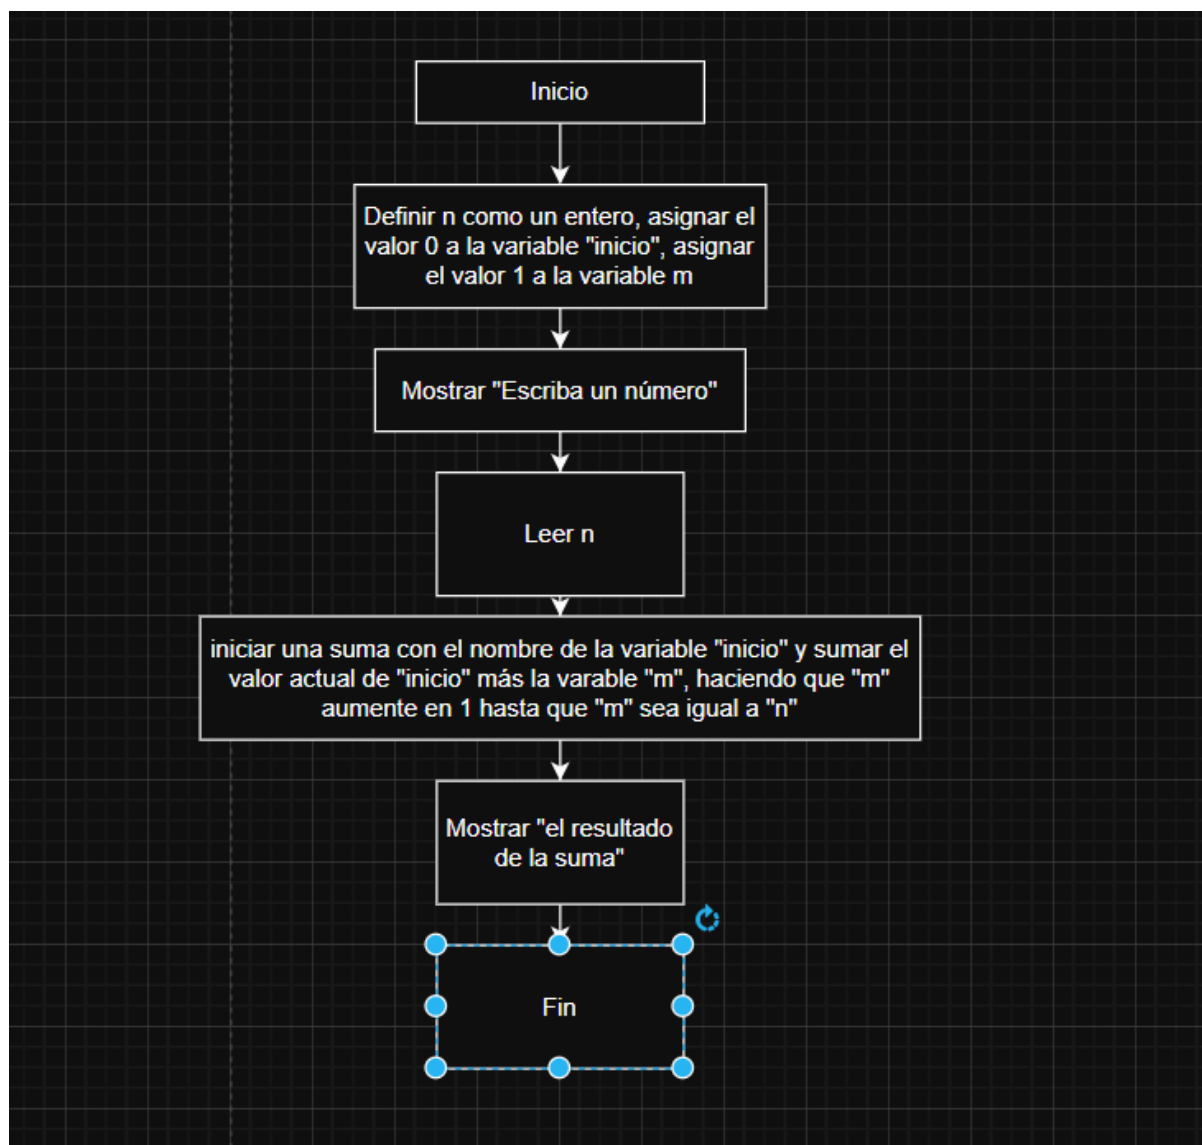 Inicio
Definir n como un entero, asignar el
valor 0 a la variable "inicio", asignar
el valor 1 a la variable m
Mostrar "Escriba un número"
Leer n
iniciar una suma con el nombre de la variable "inicio" y sumar el
valor actual de "inicio" más la varable "m", haciendo que "m"
aumente en 1 hasta que "m" sea igual a "n"
Mostrar "el resultado
de la suma"
Fin